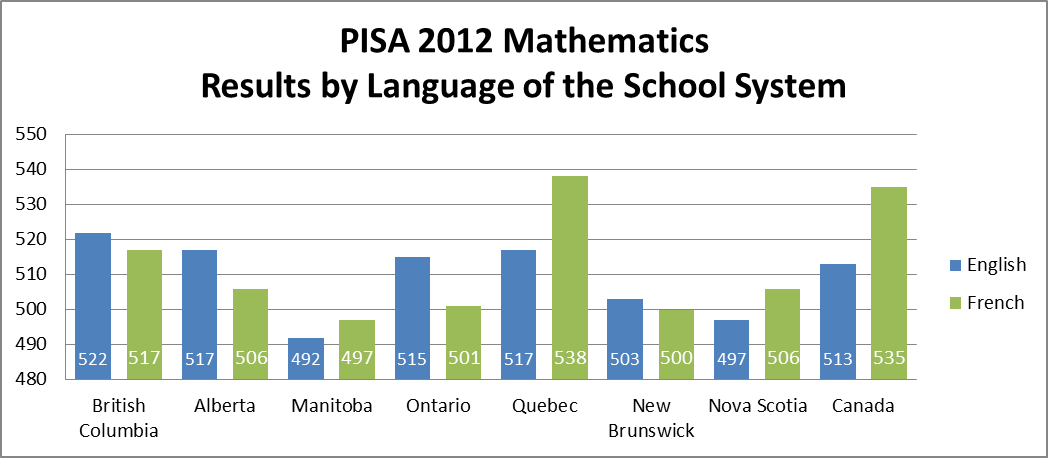 PISA 2012 Mathematics
Results by Language of the School System
550
540
530
520
510
500
490
480
522 517 517 506 492 497 515 501 517 538 503 500 497 506 513 535
British Columbia
Alberta
Manitoba
Ontario
Quebec
New Brunswick
Nova Scotia
Canada
English
French